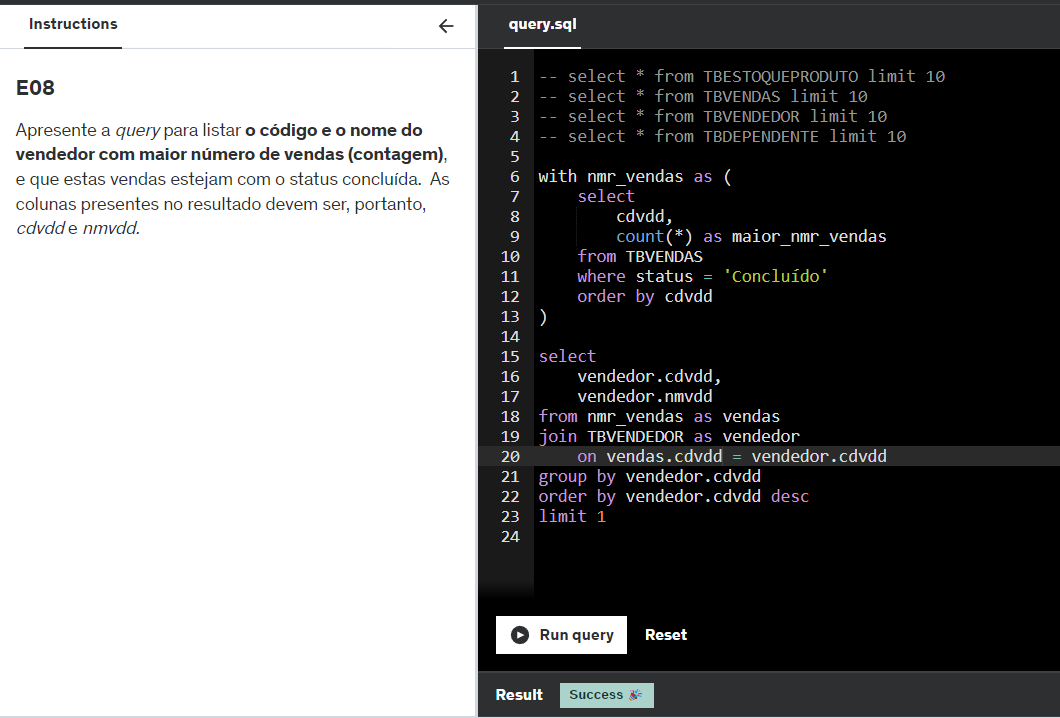 Instructions
E08
Apresente a query para listar o código e o nome do
vendedor com maior número de vendas (contagem),
e que estas vendas estejam com o status concluída. As
colunas presentes no resultado devem ser, portanto,
cdvdd e nmvdd.
query.sql
1 -- select * from TBESTOQUEPRODUTO limit 10
2 -- select * from TBVENDAS limit 10
3 -- select * from TBVENDEDOR limit 10
4 -- select * from TBDEPENDENTE limit 10
5
6 with nmr_vendas as (
7     select
8         cdvdd,
9         count(*) as maior_nmr_vendas
10     from TBVENDAS
11     where status = 'Concluído'
12     order by cdvdd
13 )
14
15 select
16     vendedor.cdvdd,
17     vendedor.nmvdd
18 from nmr_vendas as vendas
19 join TBVENDEDOR as vendedor
20     on vendas.cdvdd = vendedor.cdvdd
21 group by vendedor.cdvdd
22 order by vendedor.cdvdd desc
23 limit 1
24
Run query Reset
Result Success 🎉